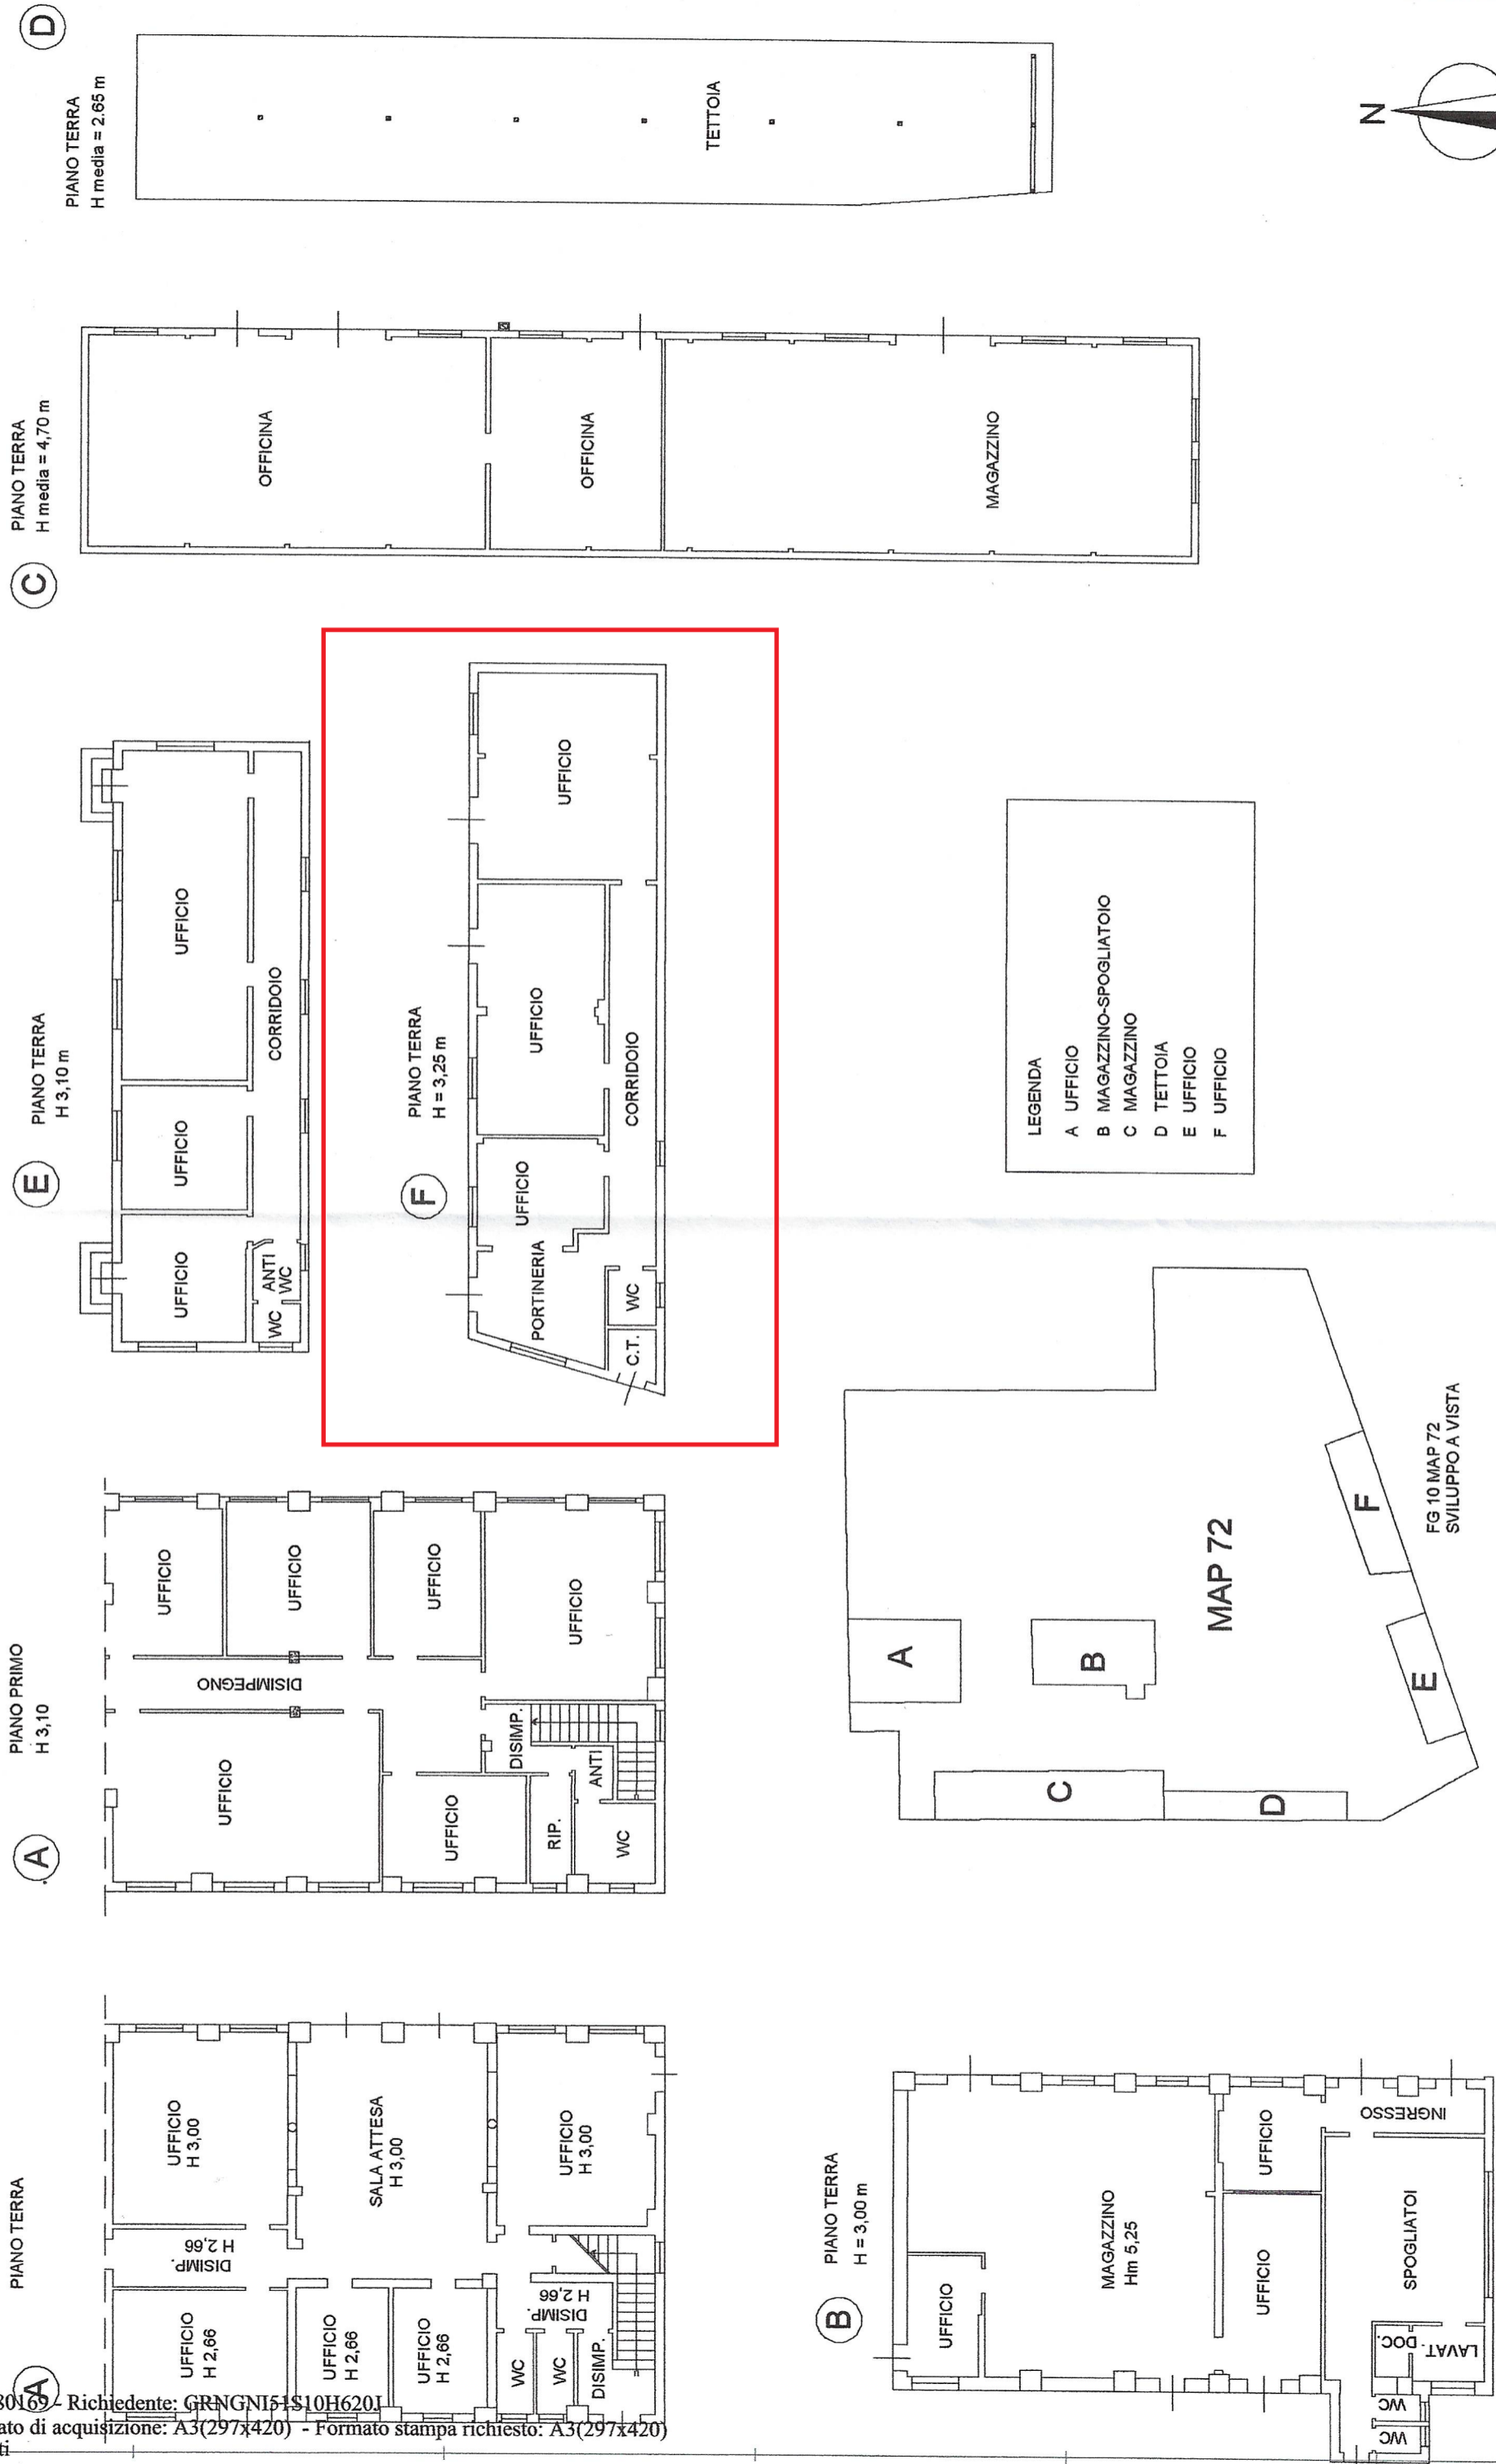 D
PIANO TERRA
H media = 2.65 m
TETTOIA
N
C
PIANO TERRA
H media = 4,70 m
OFFICINA
OFFICINA
MAGAZZINO
E
PIANO TERRA
H 3,10 m
UFFICIO
UFFICIO
UFFICIO
CORRIDOIO
ANTI
WC
WC
F
PIANO TERRA
H = 3,25 m
UFFICIO
UFFICIO
UFFICIO
CORRIDOIO
PORTINERIA
WC
C.T.
LEGENDA
A UFFICIO
B MAGAZZINO-SPOGLIATOIO
C MAGAZZINO
D TETTOIA
E UFFICIO
F UFFICIO
A
PIANO PRIMO
H 3,10
UFFICIO
UFFICIO
UFFICIO
UFFICIO
DISIMPEGNO
UFFICIO
UFFICIO
DISIMP.
RIP.
ANTI
WC
A
B
C
D
E
F
MAP 72
FG 10 MAP 72
SVILUPPO A VISTA
A
PIANO TERRA
UFFICIO
H 3,00
SALA ATTESA
H 3,00
UFFICIO
H 3,00
DISIMP.
H 2,66
UFFICIO
H 2,66
UFFICIO
H 2,66
UFFICIO
H 2,66
WC
WC
DISIMP.
H 2,66
DISIMP.
B
PIANO TERRA
H = 3,00 m
UFFICIO
MAGAZZINO
Hm 5,25
UFFICIO
UFFICIO
INGRESSO
SPOGLIATOI
DOC.
LAVAT.
WC
WC
80169 - Richiedente: GRNGNI51S10H620J
ato di acquisizione: A3(297x420) - Formato stampa richiesto: A3(297x420)
ti